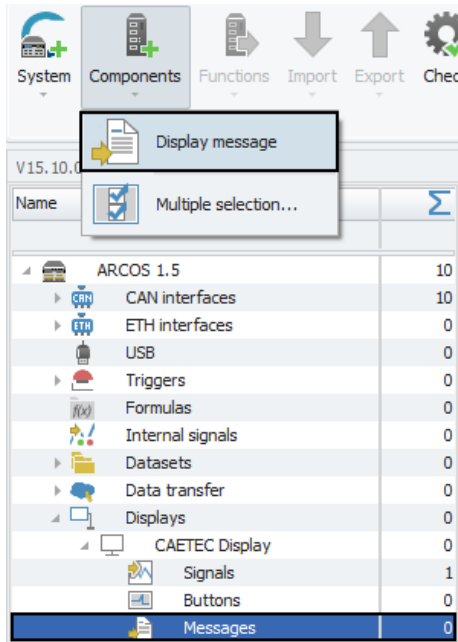 System Components Functions Import Export Chec
Display message
V15.10.0
Name Σ
Multiple selection...
ARCOS 1.5 10
CAN CAN interfaces 10
ETH ETH interfaces 0
USB 0
Triggers 0
f(x) Formulas 0
Internal signals 0
Datasets 0
Data transfer 0
Displays 0
CAETEC Display 0
Signals 1
Buttons 0
Messages 0